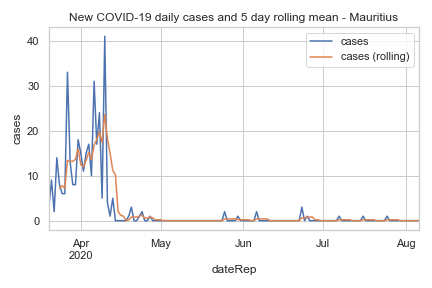 New COVID-19 daily cases and 5 day rolling mean - Mauritius
cases
cases (rolling)
40
30
20
10
0
cases
Apr
2020
May
Jun
Jul
Aug
dateRep